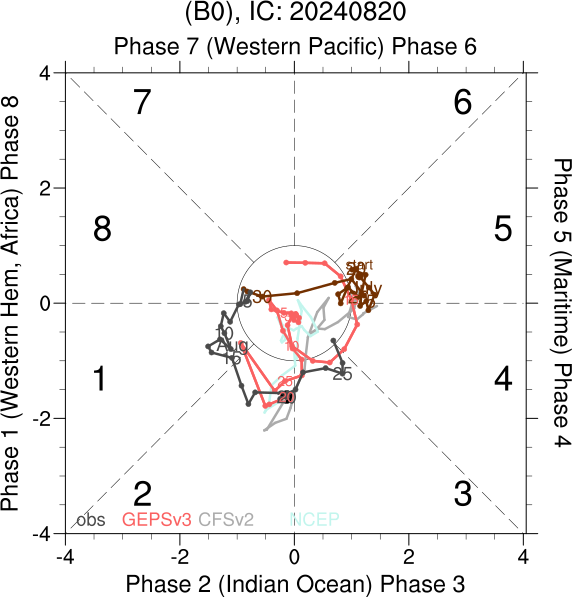 (B0), IC: 20240820
Phase 7 (Western Pacific) Phase 6
Phase 1 (Western Hem, Africa) Phase 8
Phase 5 (Maritime) Phase 4
4
2
0
-2
-4
7
6
8
5
1
4
2
3
start
30
10
Aug
15
25
20
obs GEPSv3 CFSv2 NCEP
-4 -2 0 2 4
Phase 2 (Indian Ocean) Phase 3